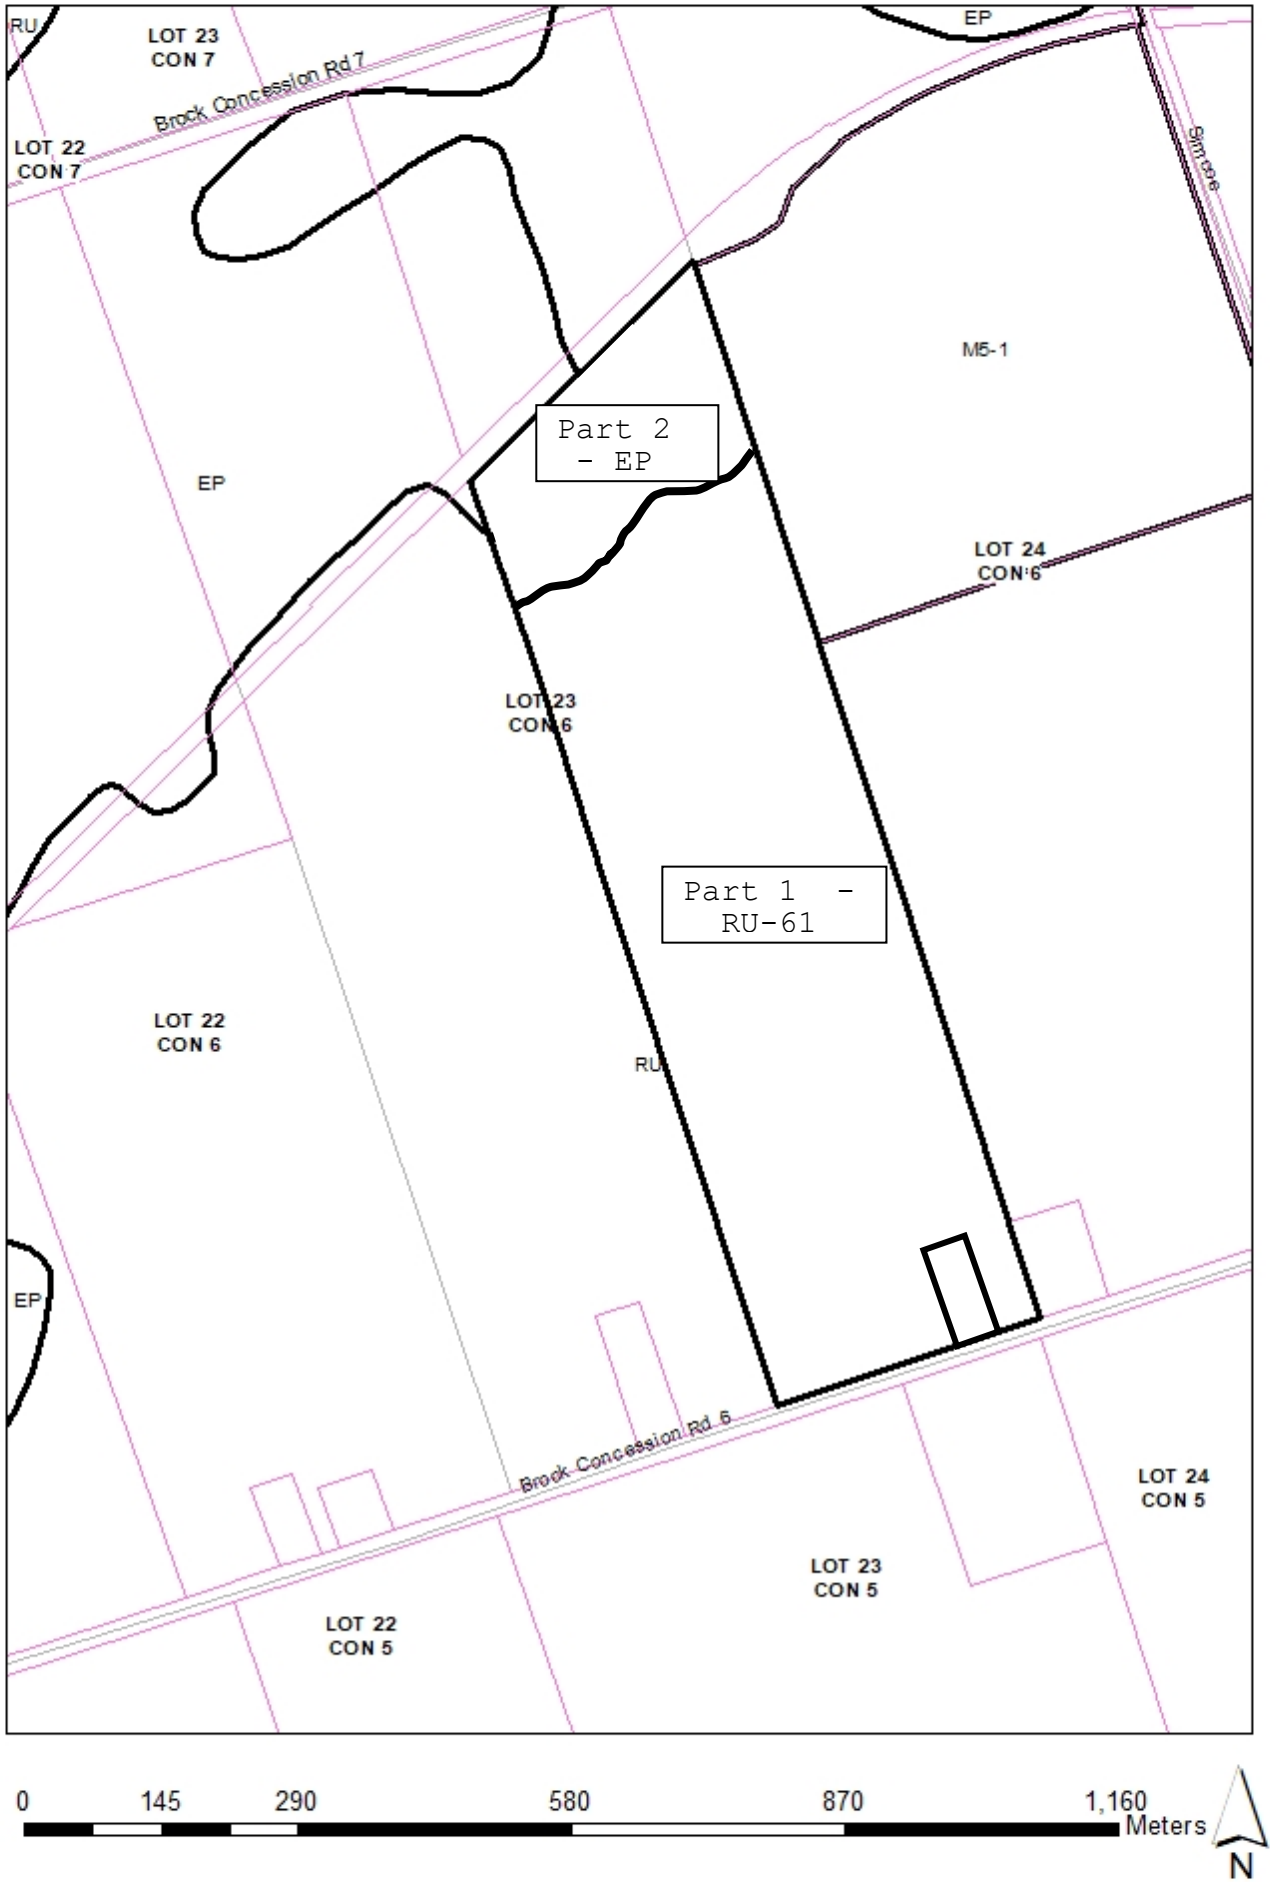 RU
LOT 23
CON 7
EP
Brock Concession Rd 7
LOT 22
CON 7
Simcoe
M5-1
Part 2
- EP
EP
LOT 24
CON 6
LOT 23
CON 6
Part 1 -
RU-61
LOT 22
CON 6
RU
EP
Brock Concession Rd 6
LOT 24
CON 5
LOT 23
CON 5
LOT 22
CON 5
0 145 290 580 870 1,160
Meters
N